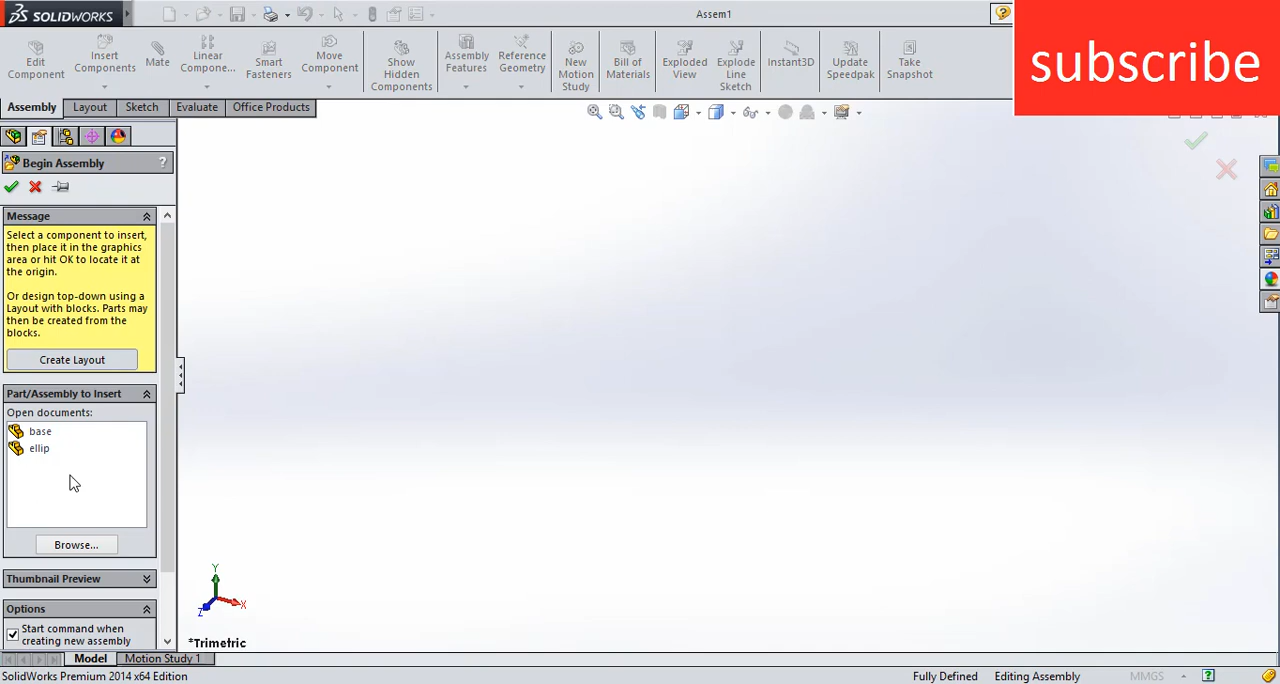 SOLIDWORKS
Assem1
subscribe
Edit Component
Insert Components
Mate
Linear Compone...
Smart Fasteners
Move Component
Show Hidden Components
Assembly Features
Reference Geometry
New Motion Study
Bill of Materials
Exploded View
Explode Line Sketch
Instant3D
Update Speedpak
Take Snapshot
Assembly Layout Sketch Evaluate Office Products
Begin Assembly ?
Message
Select a component to insert,
then place it in the graphics
area or hit OK to locate it at
the origin.
Or design top-down using a
Layout with blocks. Parts may
then be created from the
blocks.
Create Layout
Part/Assembly to Insert
Open documents:
base
ellip
Browse...
Thumbnail Preview
Options
Start command when
creating new assembly
Y
X
Z
*Trimetric
Model Motion Study 1
SolidWorks Premium 2014 x64 Edition Fully Defined Editing Assembly MMGS ?